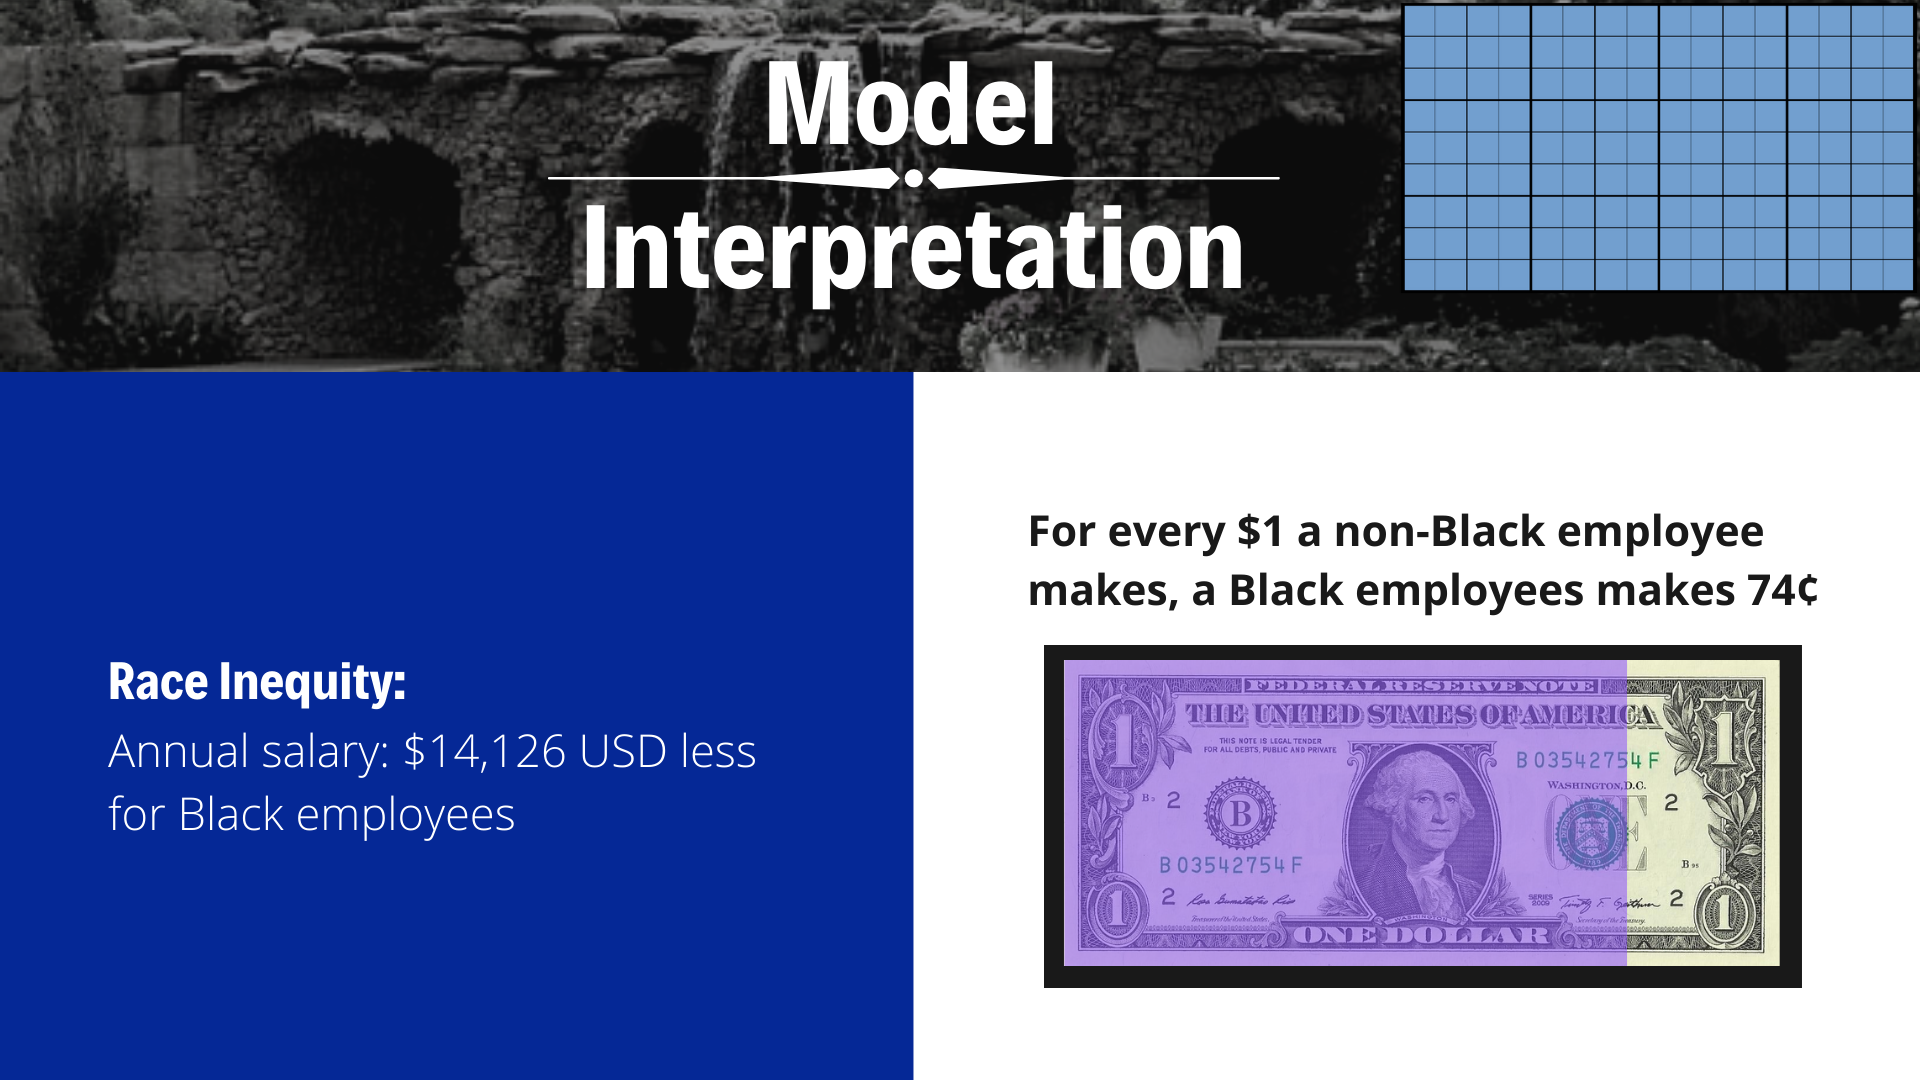 Model
Interpretation
Race Inequity:
Annual salary: $14,126 USD less
for Black employees
For every $1 a non-Black employee
makes, a Black employees makes 74¢
FEDERAL RESERVE NOTE
THE UNITED STATES OF AMERICA
THIS NOTE IS LEGAL TENDER
FOR ALL DEBTS, PUBLIC AND PRIVATE
B 03542754 F
WASHINGTON, D.C.
2
2
B
B 03542754 F
2
SERIES
2009
2
WASHINGTON
ONE DOLLAR
1
1
1
1